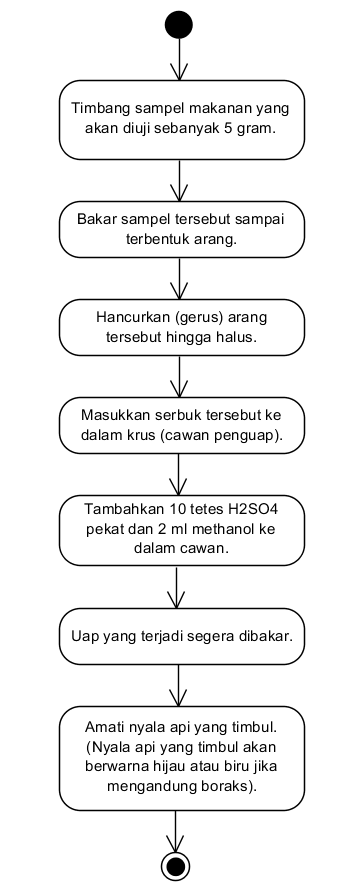 Timbang sampel makanan yang
akan diuji sebanyak 5 gram.
Bakar sampel tersebut sampai
terbentuk arang.
Hancurkan (gerus) arang
tersebut hingga halus.
Masukkan serbuk tersebut ke
dalam krus (cawan penguap).
Tambahkan 10 tetes H2SO4
pekat dan 2 ml methanol ke
dalam cawan.
Uap yang terjadi segera dibakar.
Amati nyala api yang timbul.
(Nyala api yang timbul akan
berwarna hijau atau biru jika
mengandung boraks).